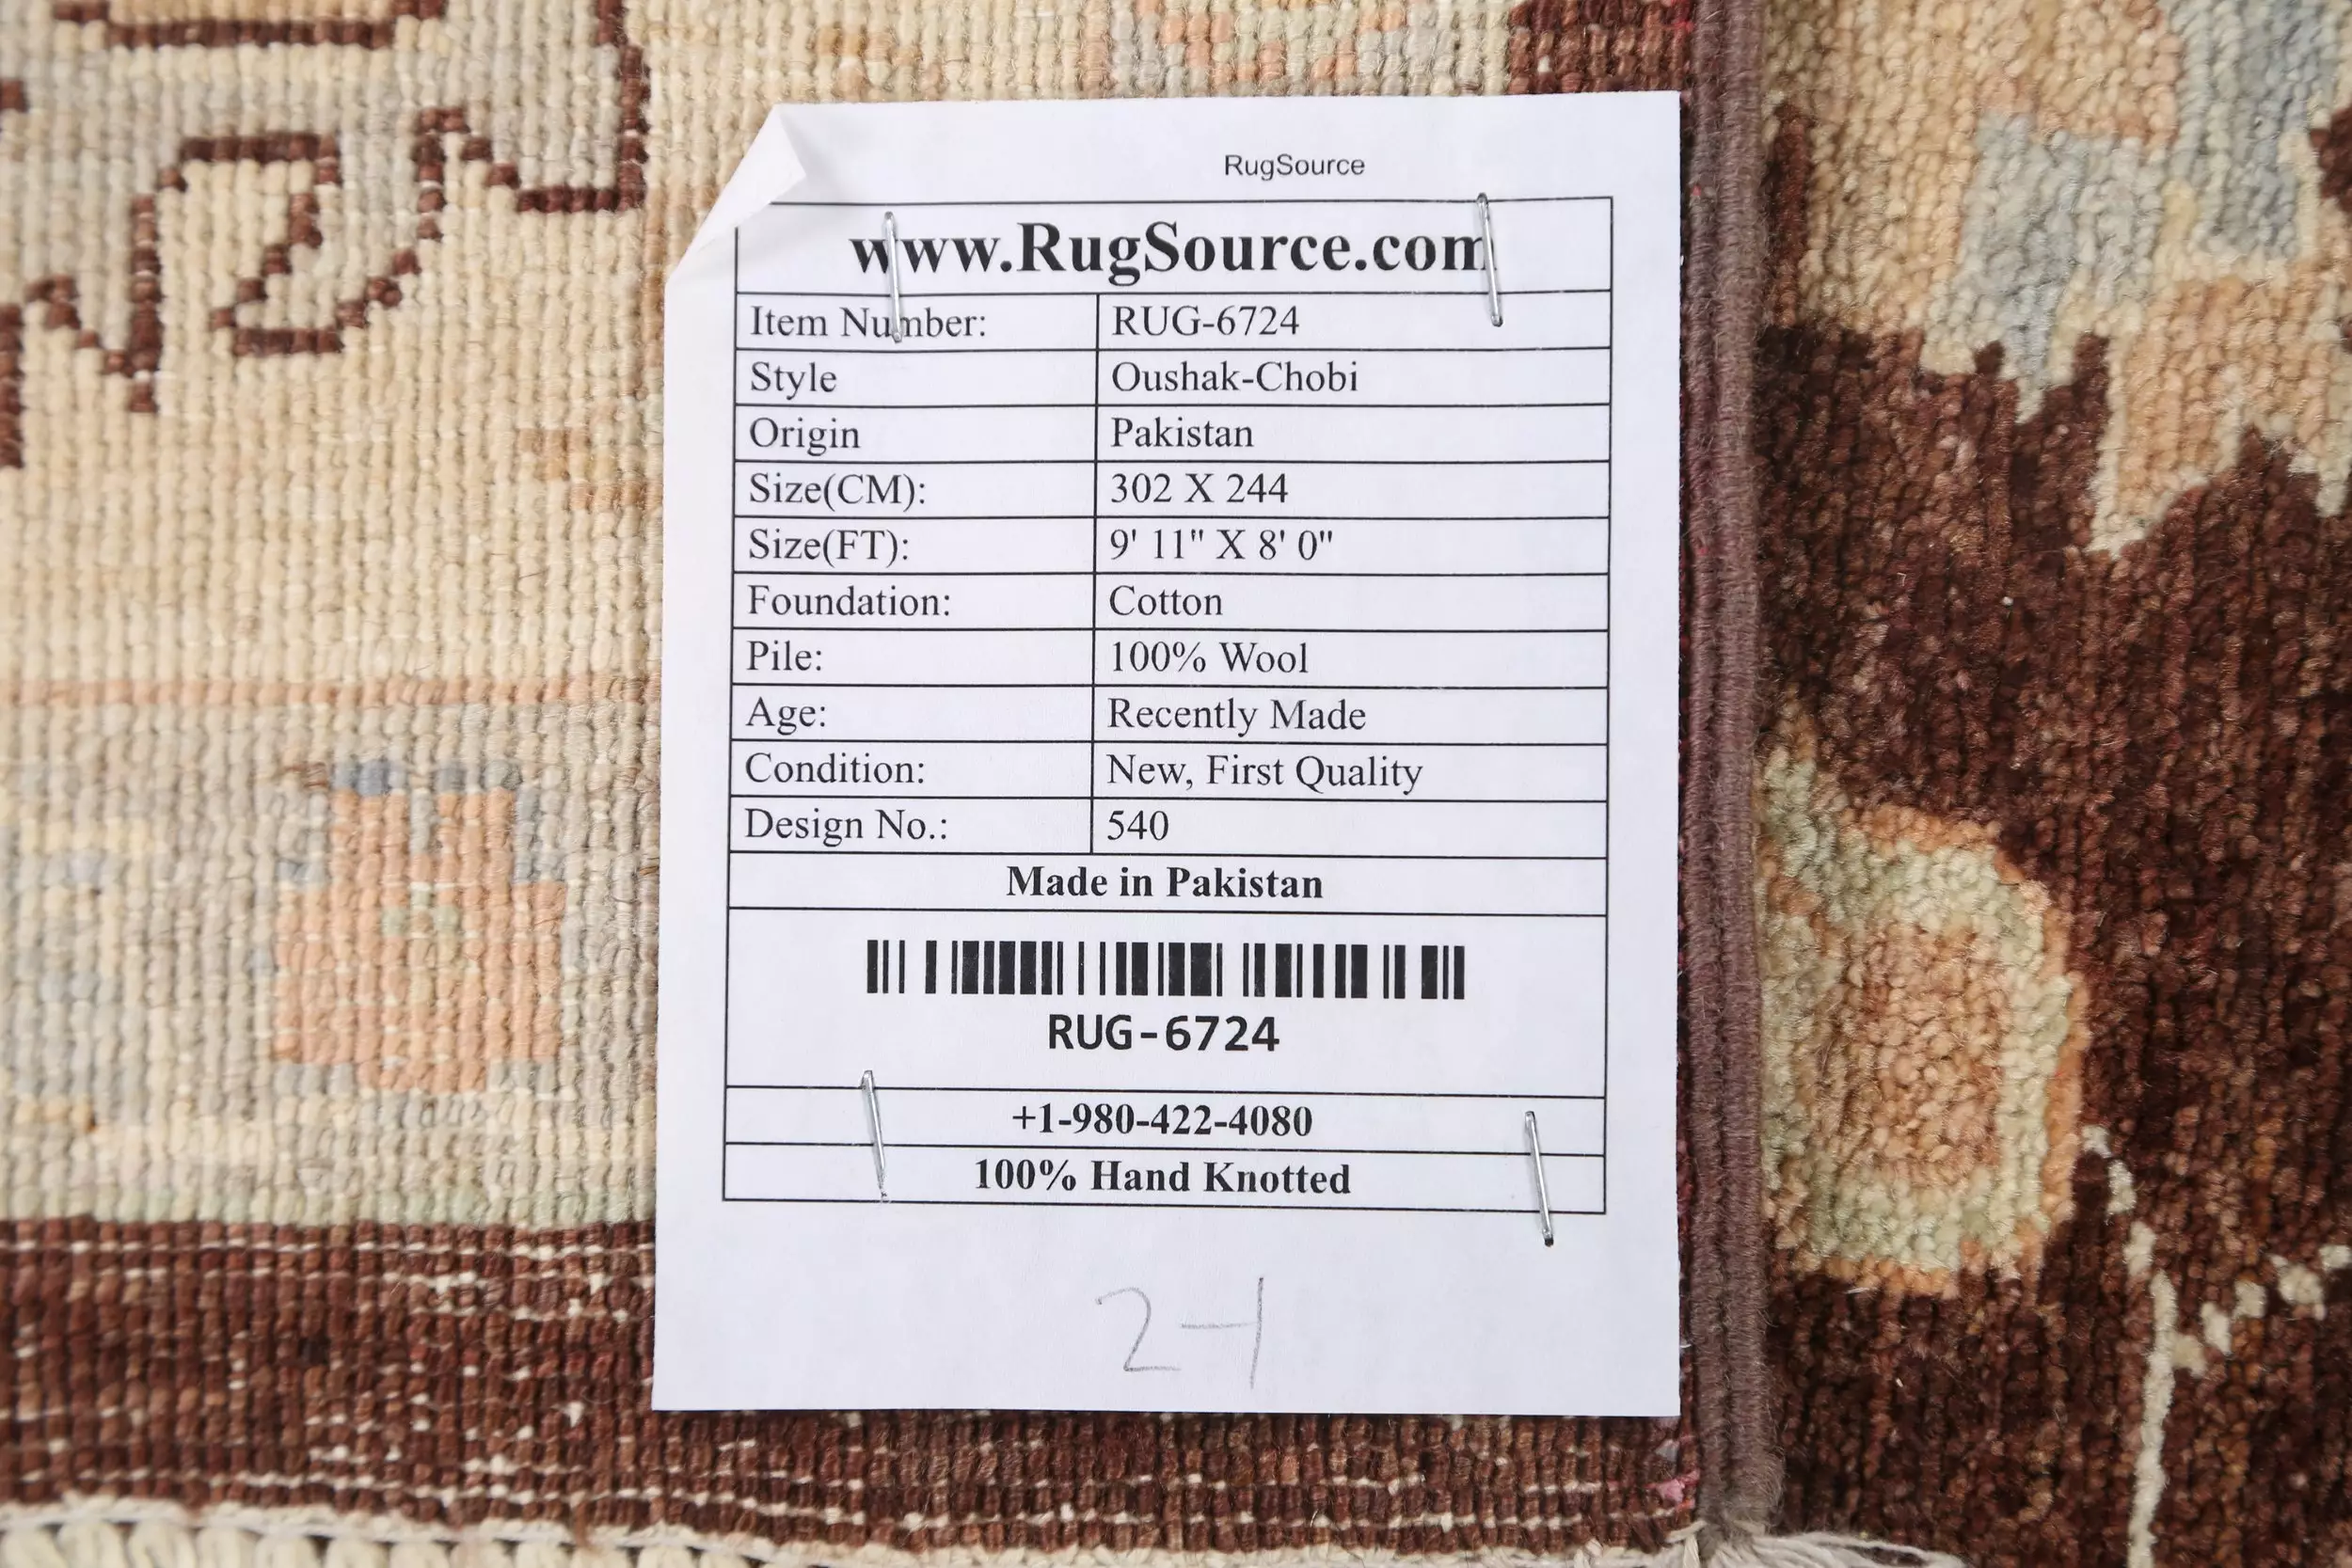 RugSource
www.RugSource.com
Item Number: RUG-6724
Style Oushak-Chobi
Origin Pakistan
Size(CM): 302 X 244
Size(FT): 9' 11" X 8' 0"
Foundation: Cotton
Pile: 100% Wool
Age: Recently Made
Condition: New, First Quality
Design No.: 540
Made in Pakistan
RUG-6724
+1-980-422-4080
100% Hand Knotted
2-1